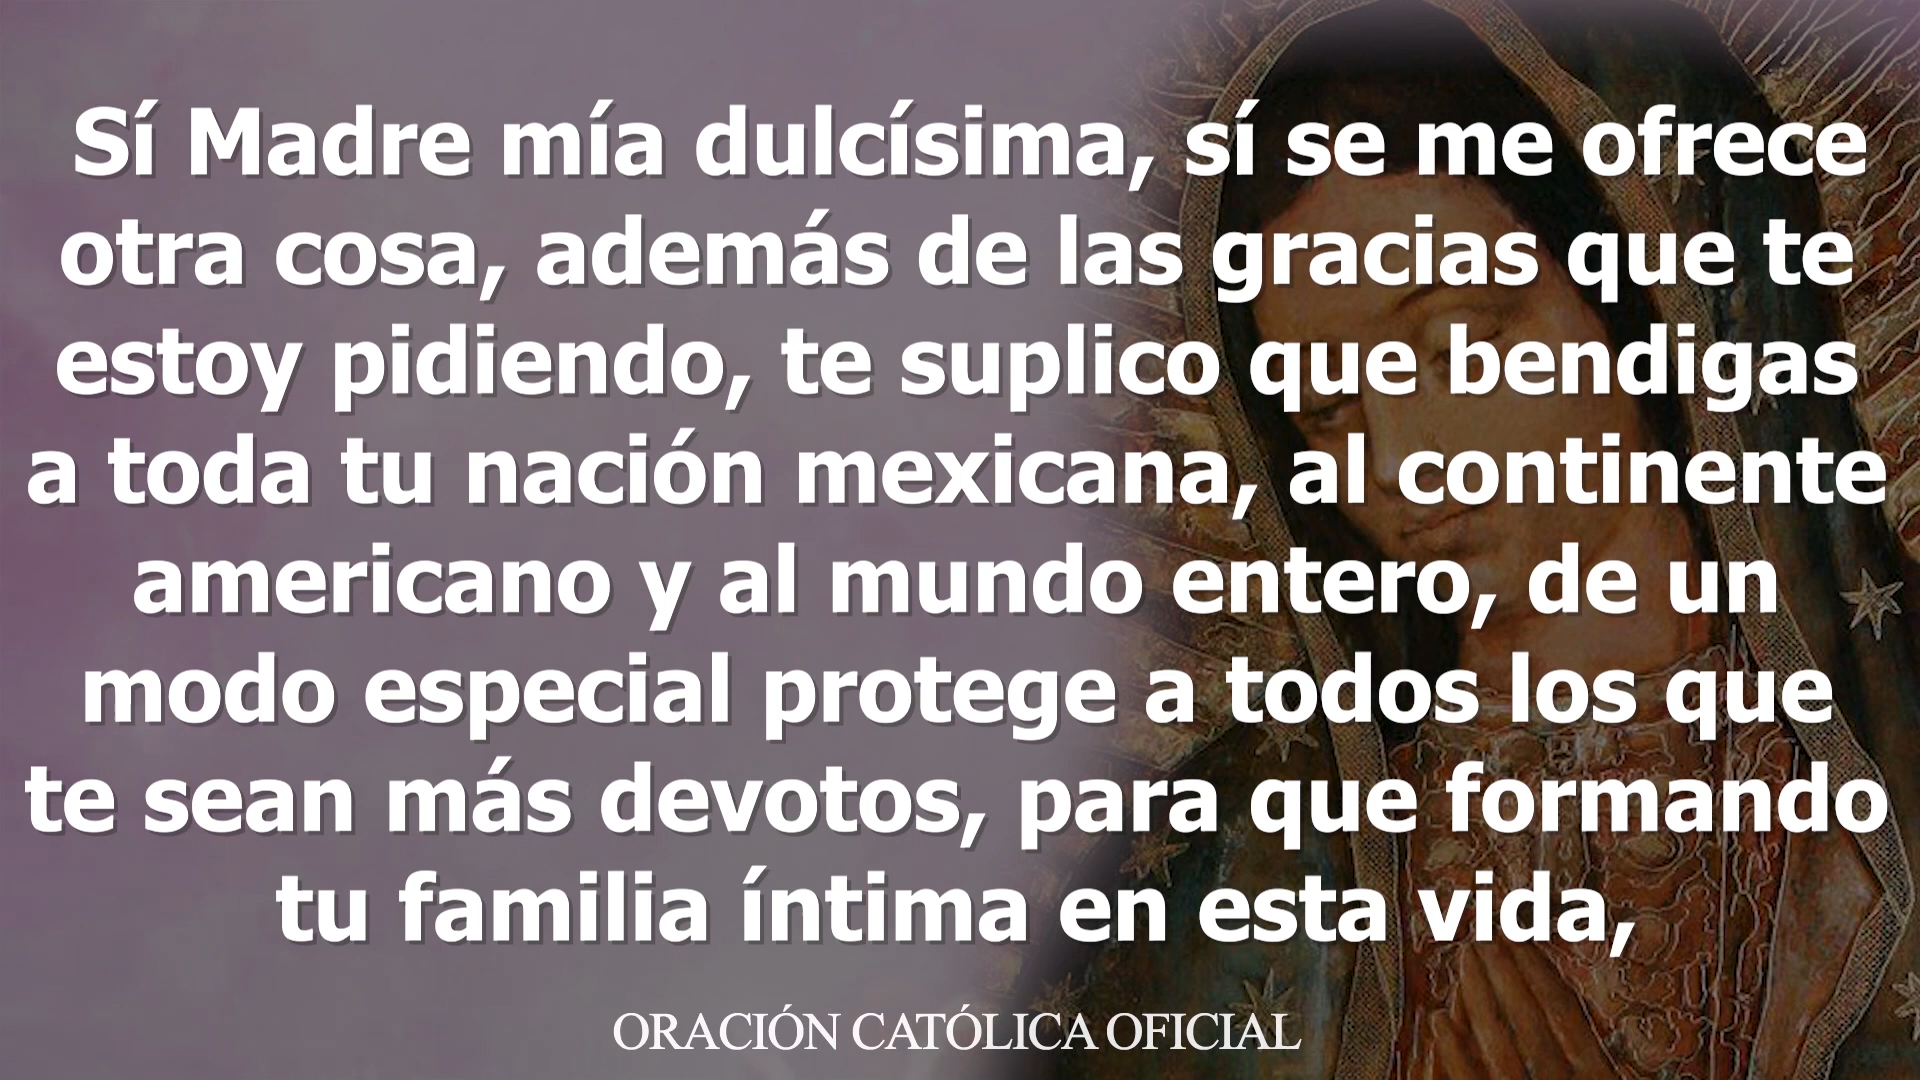 Sí Madre mía dulcísima, sí se me ofrece
otra cosa, además de las gracias que te
estoy pidiendo, te suplico que bendigas
a toda tu nación mexicana, al continente
americano y al mundo entero, de un
modo especial protege a todos los que
te sean más devotos, para que formando
tu familia íntima en esta vida,
ORACIÓN CATÓLICA OFICIAL